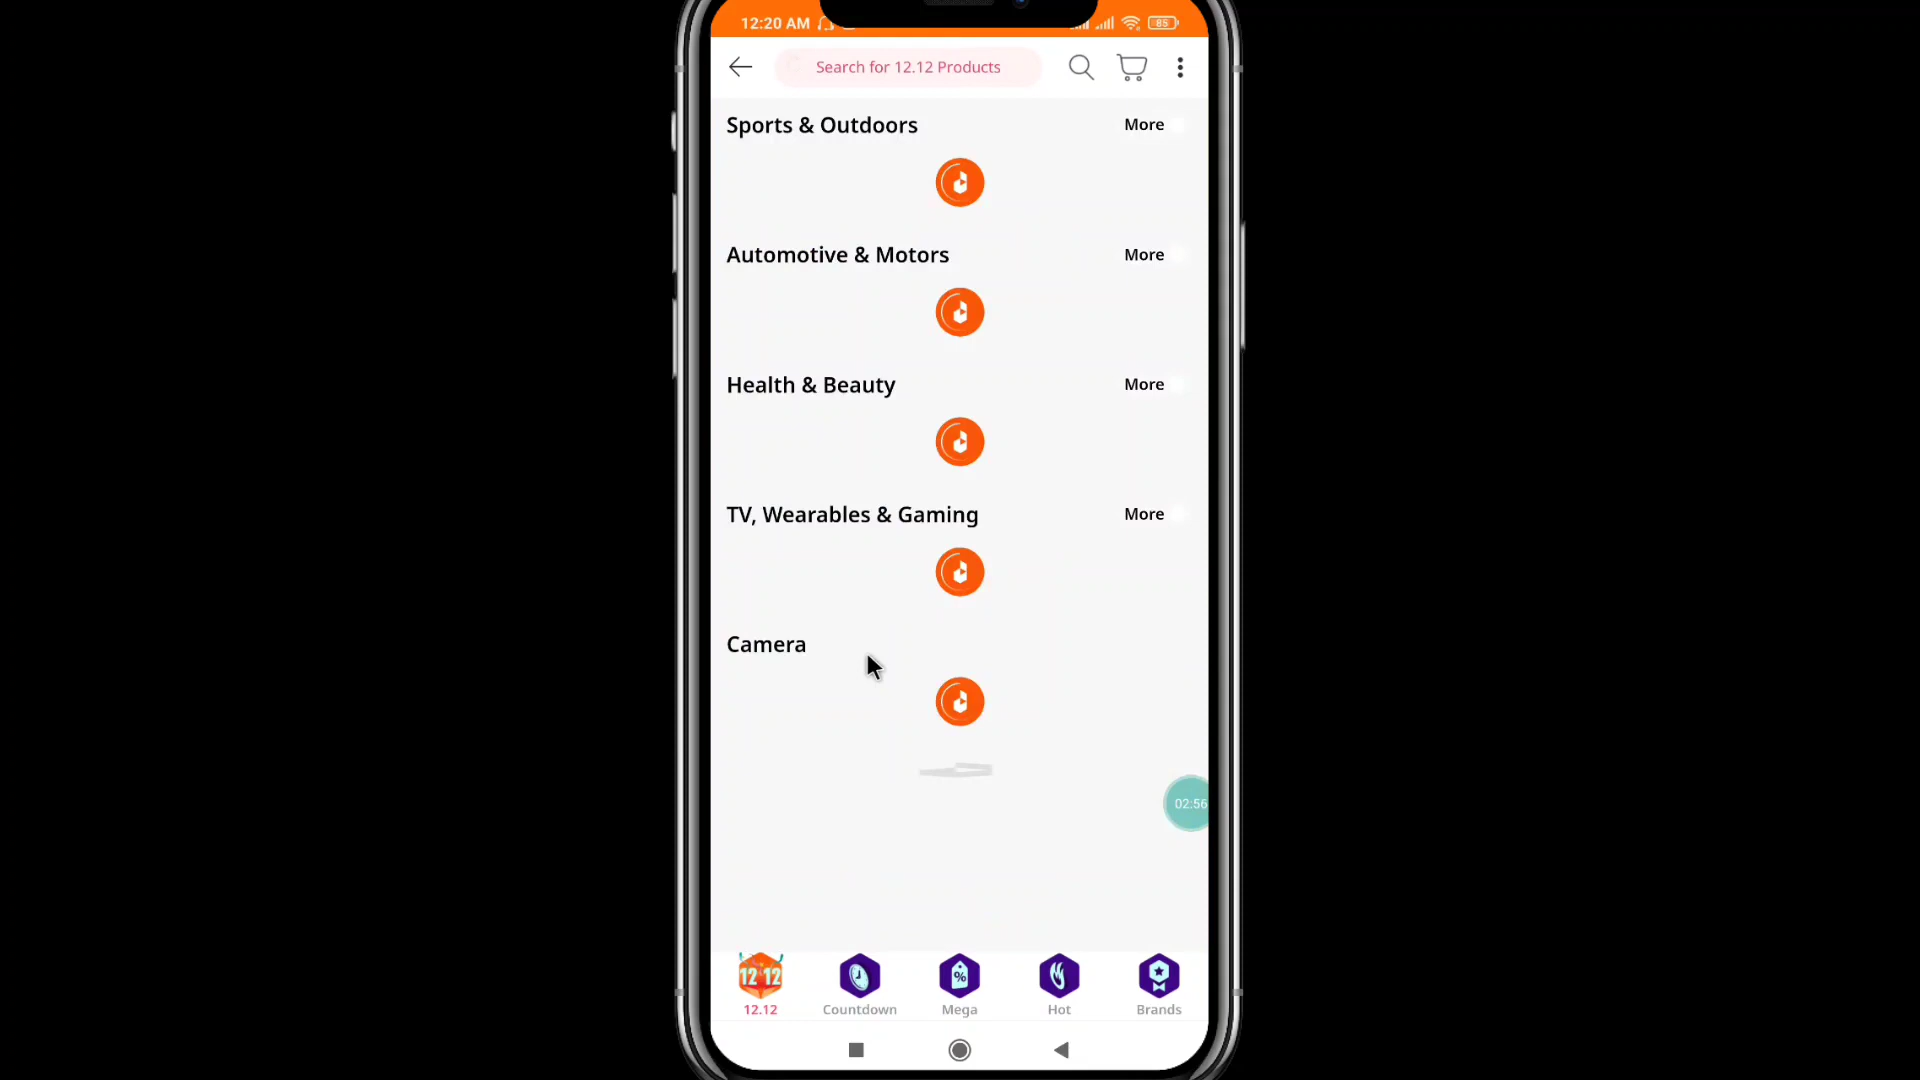 12:20 AM
85
Search for 12.12 Products
Sports & Outdoors
More
Automotive & Motors
More
Health & Beauty
More
TV, Wearables & Gaming
More
Camera
02:56
12 12
%
12.12
Countdown
Mega
Hot
Brands